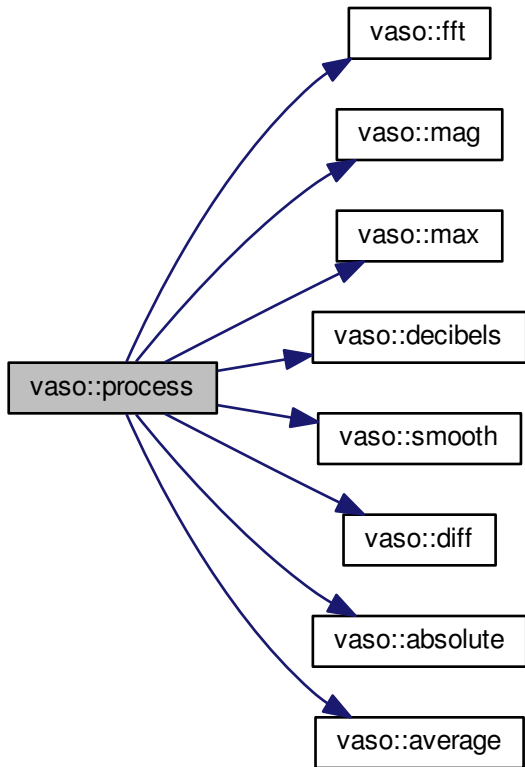 vaso::fft
vaso::mag
vaso::max
vaso::decibels
vaso::process
vaso::smooth
vaso::diff
vaso::absolute
vaso::average